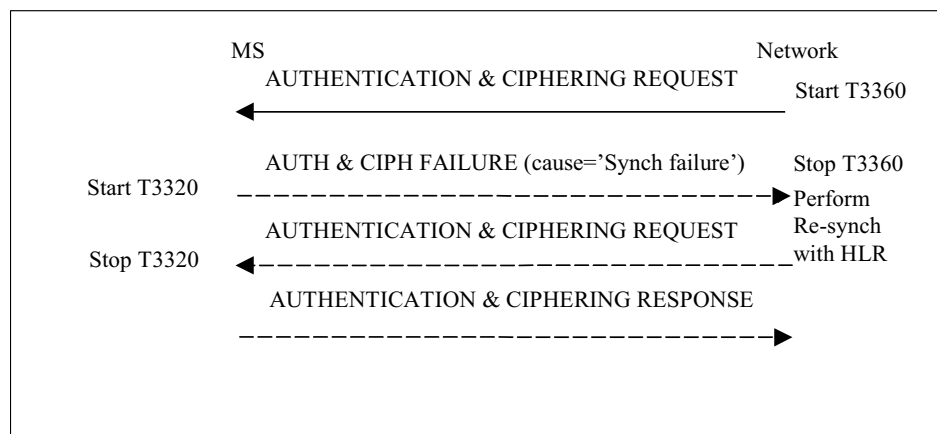 MS
Network
AUTHENTICATION & CIPHERING REQUEST
Start T3360
AUTH & CIPH FAILURE (cause=’Synch failure’)
Stop T3360
Start T3320
Perform
Re-synch
with HLR
AUTHENTICATION & CIPHERING REQUEST
Stop T3320
AUTHENTICATION & CIPHERING RESPONSE